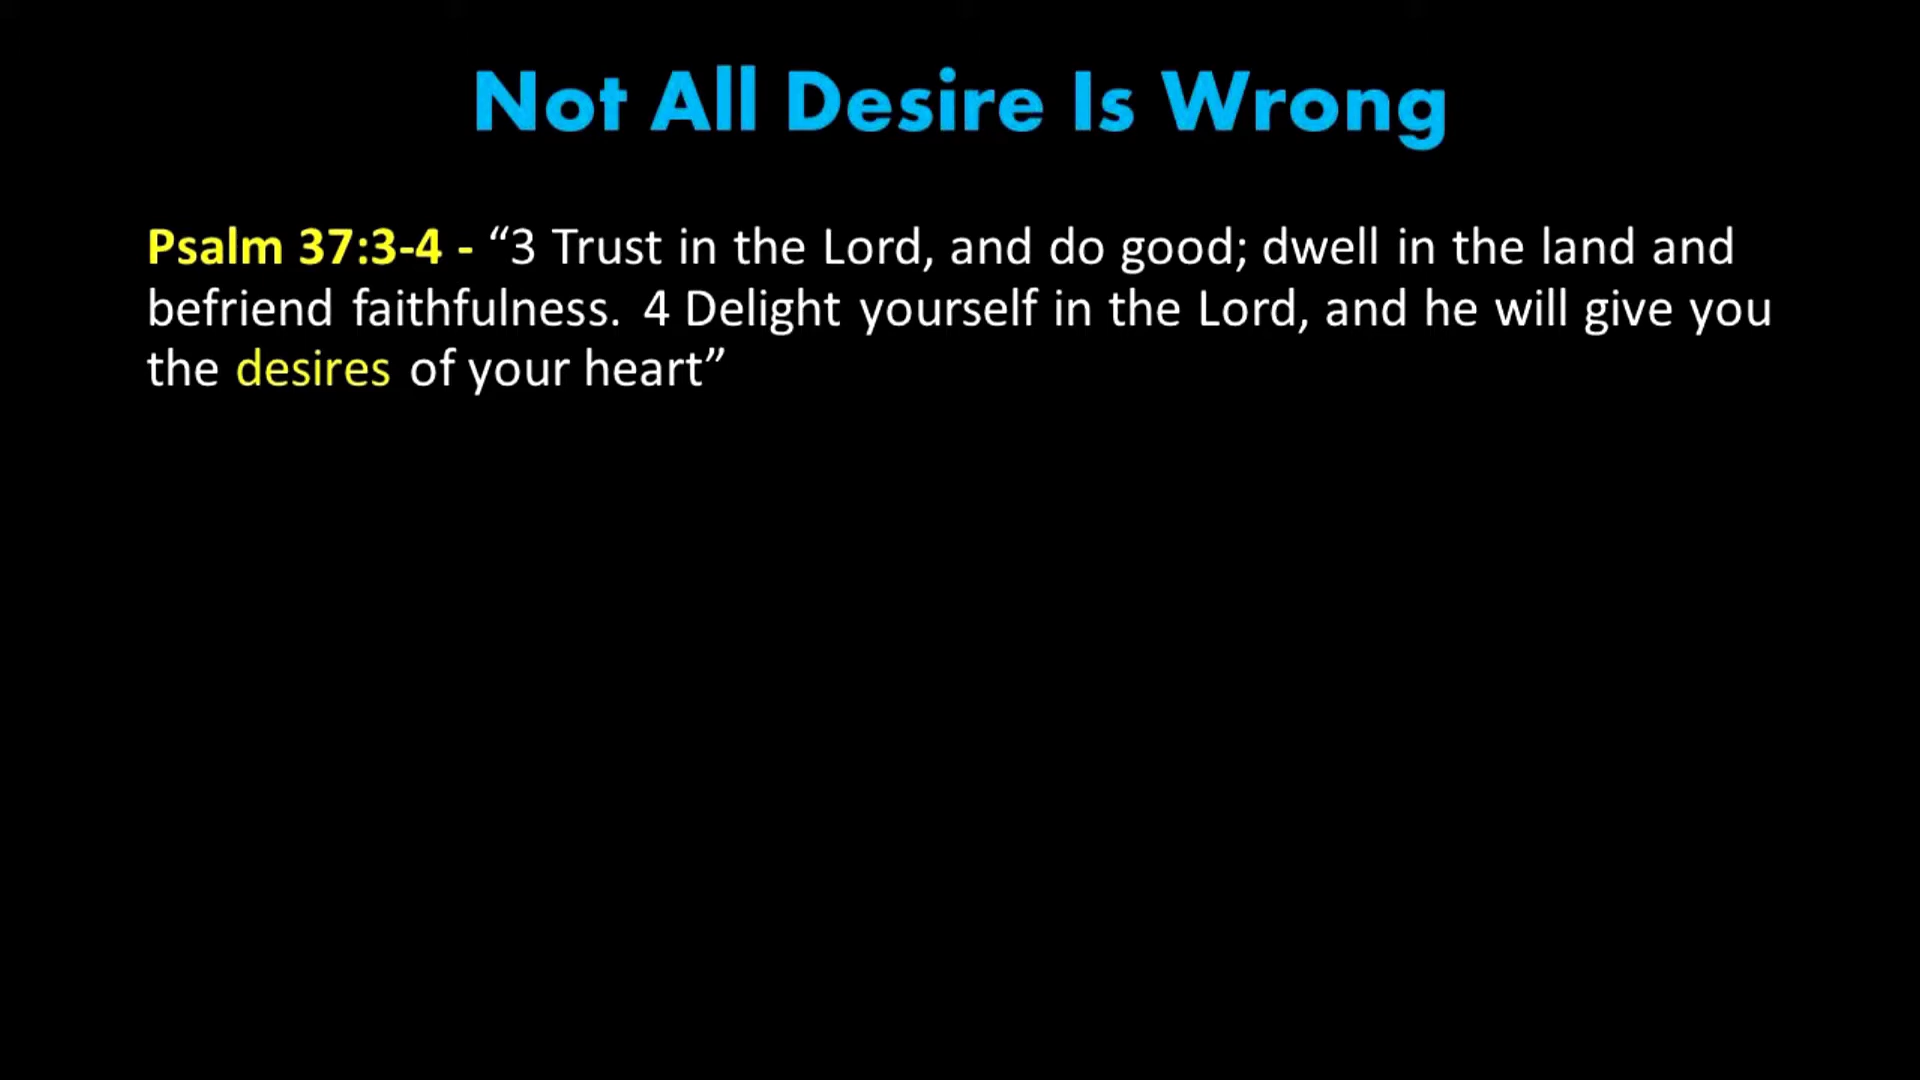 Not All Desire Is Wrong
Psalm 37:3-4 - “3 Trust in the Lord, and do good; dwell in the land and
befriend faithfulness. 4 Delight yourself in the Lord, and he will give you
the desires of your heart”